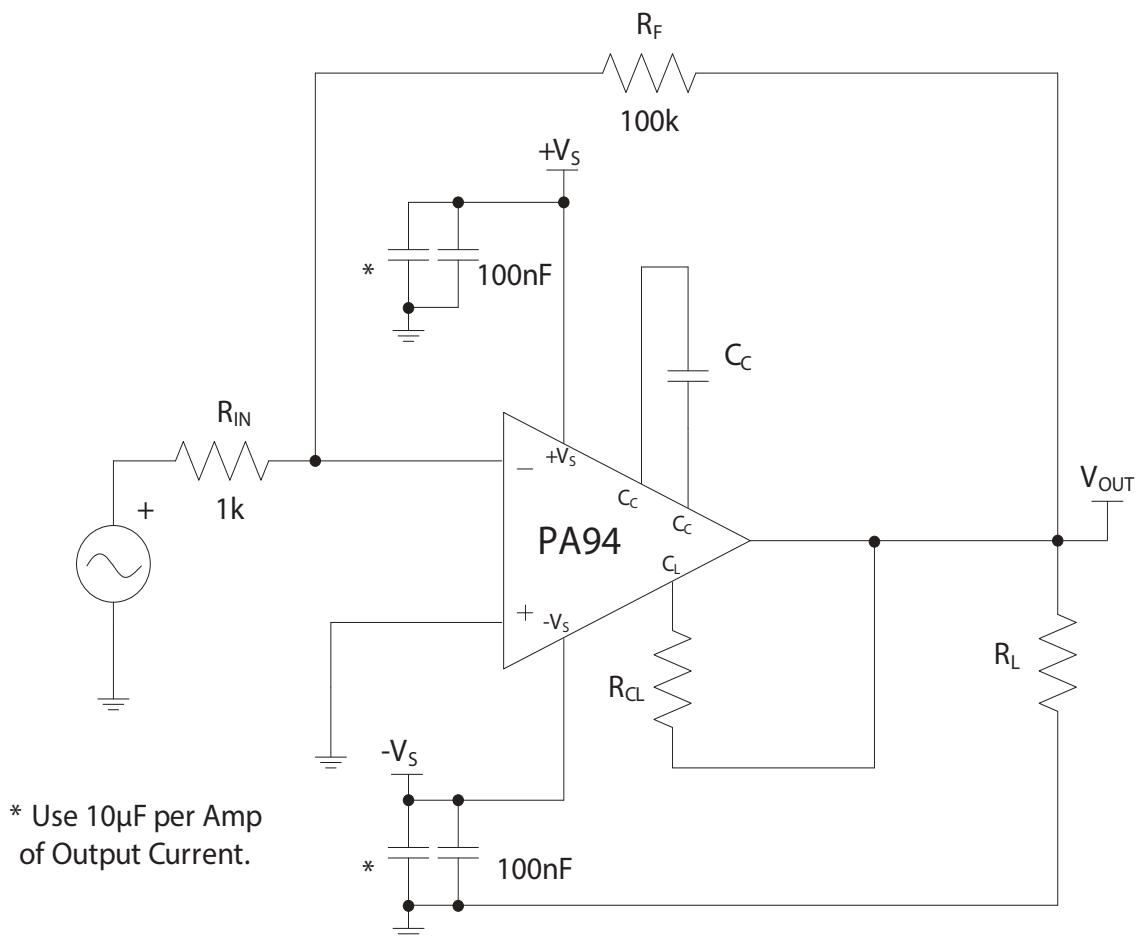 R_F
100k
+V_S
*
100nF
C_C
R_IN
1k
+
−
+V_S
C_C
C_C
PA94
V_OUT
C_L
+
-V_S
R_CL
R_L
-V_S
* Use 10µF per Amp
of Output Current.
*
100nF